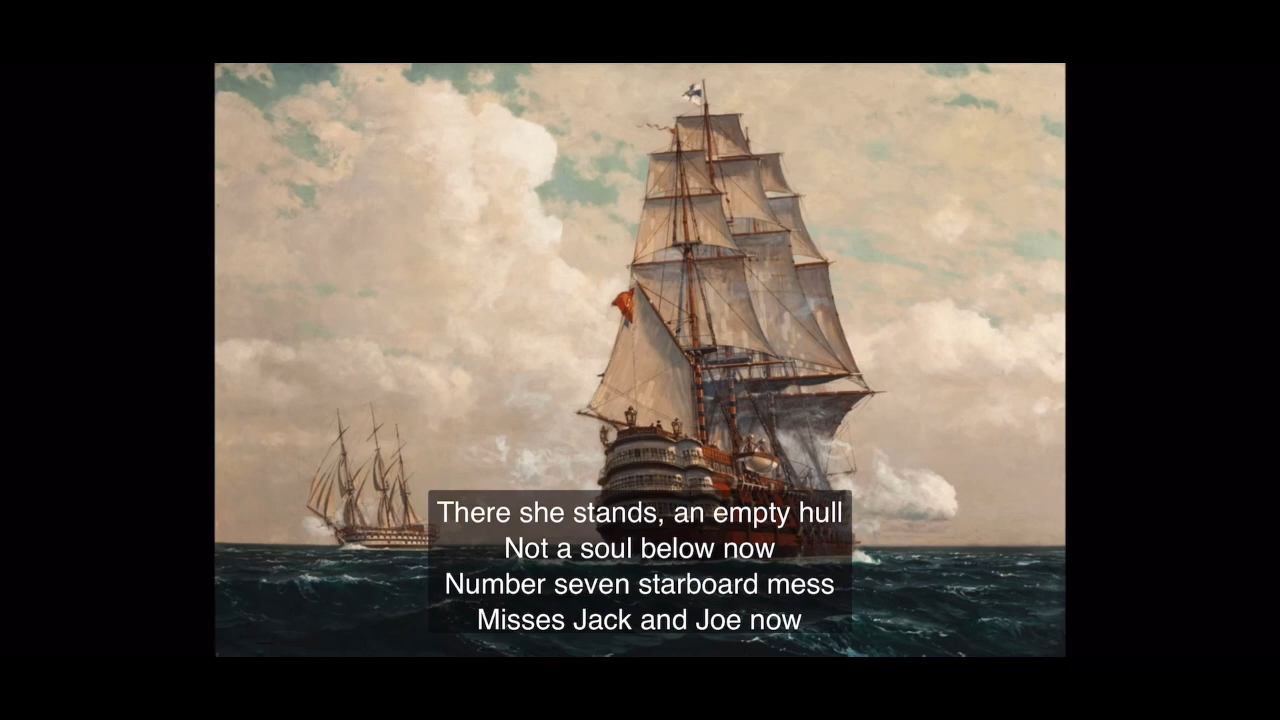 There she stands, an empty hull
Not a soul below now
Number seven starboard mess
Misses Jack and Joe now